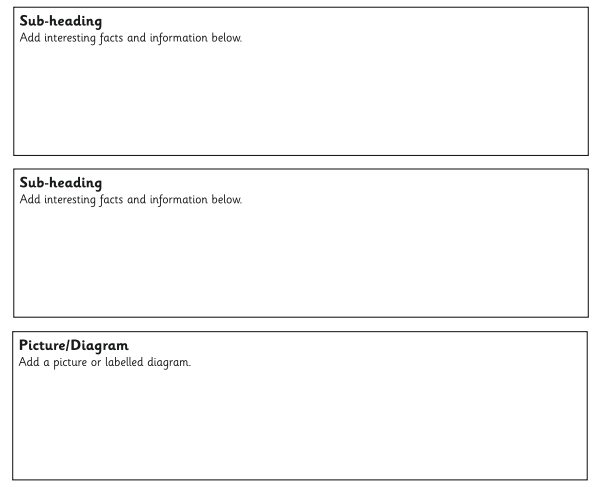 Sub-heading
Add interesting facts and information below.
Sub-heading
Add interesting facts and information below.
Picture/Diagram
Add a picture or labelled diagram.